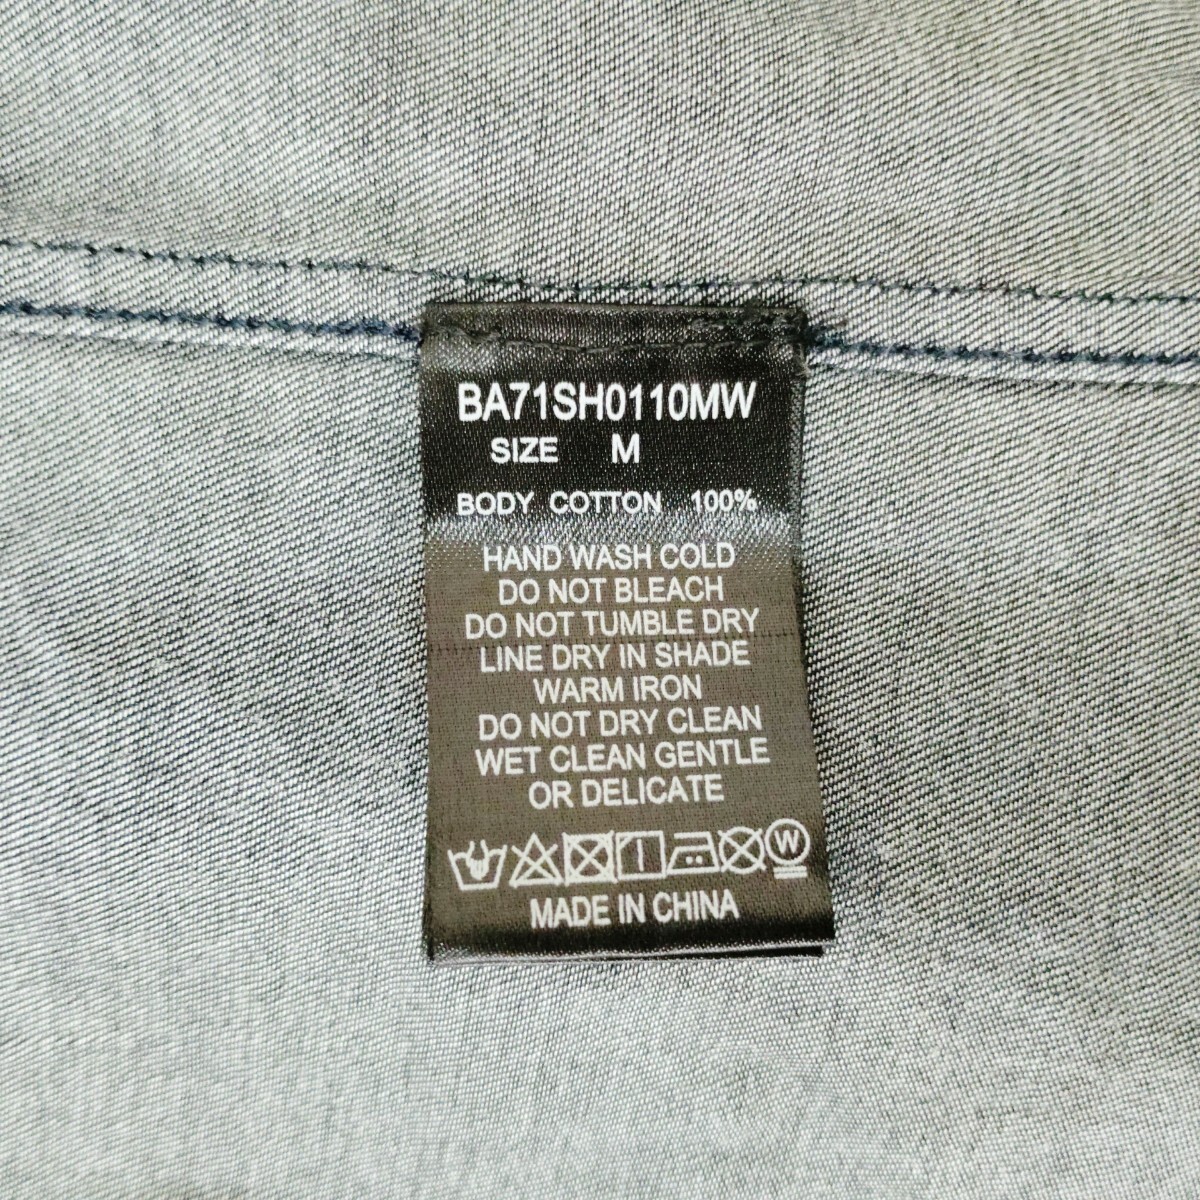 BA71SH0110MW
SIZE M
BODY COTTON 100%
HAND WASH COLD
DO NOT BLEACH
DO NOT TUMBLE DRY
LINE DRY IN SHADE
WARM IRON
DO NOT DRY CLEAN
WET CLEAN GENTLE
OR DELICATE
W
MADE IN CHINA